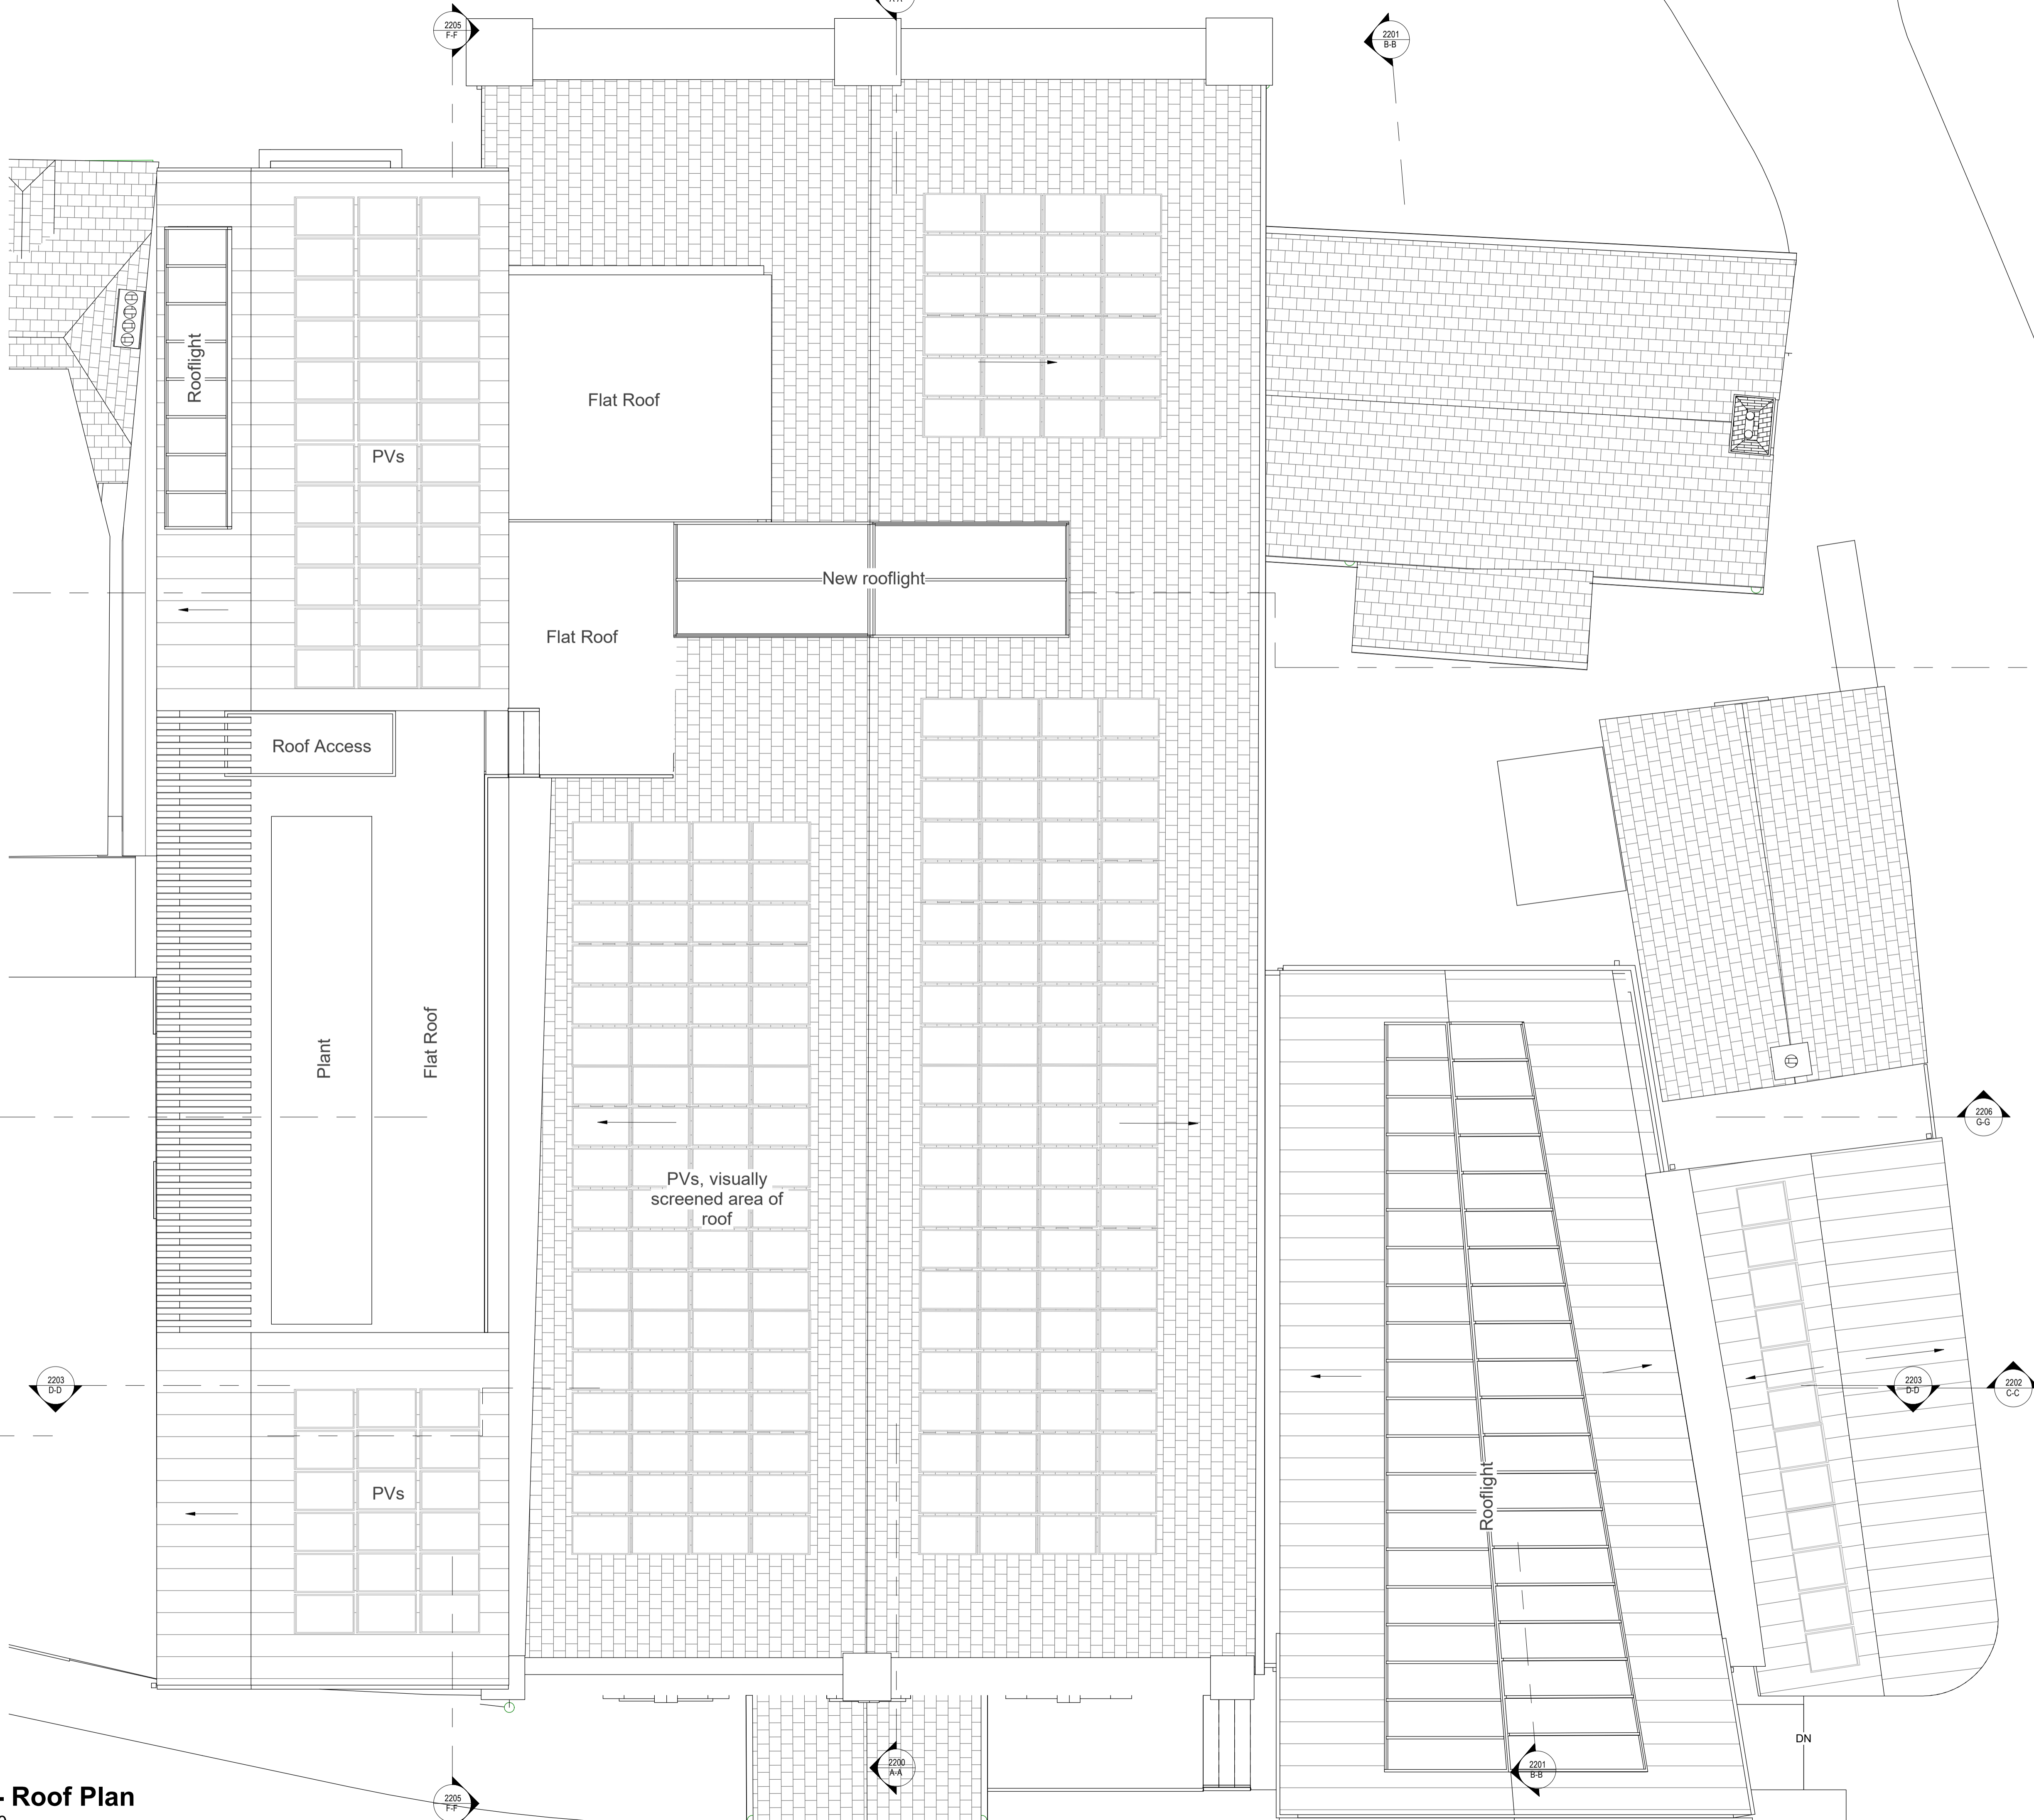 2205
F-F
2201
B-B
Rooflight
Flat Roof
PVs
New rooflight
Flat Roof
Roof Access
Plant
Flat Roof
2206
G-G
PVs, visually
screened area of
roof
2203
D-D
2203
D-D
2202
C-C
PVs
Rooflight
DN
2200
A-A
2201
B-B
- Roof Plan
2205
F-F